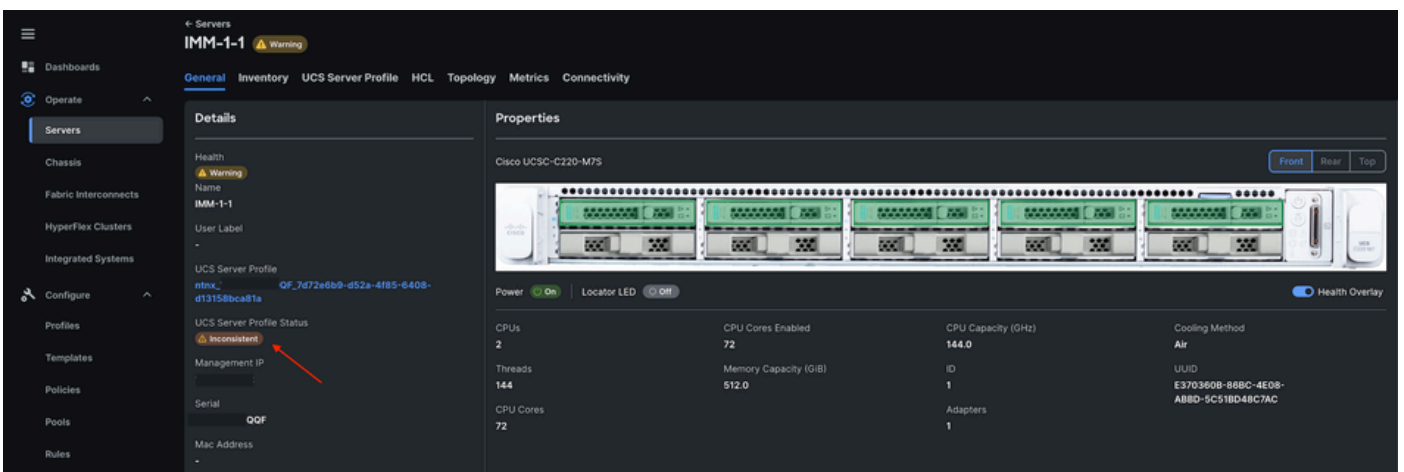 ← Servers
IMM-1-1 Warning
Dashboards
Operate
Servers
Chassis
Fabric Interconnects
HyperFlex Clusters
Integrated Systems
Configure
Profiles
Templates
Policies
Pools
Rules
General Inventory UCS Server Profile HCL Topology Metrics Connectivity
Details
Health
Warning
Name
IMM-1-1
User Label
-
UCS Server Profile
ntnx_ QF_7d72e6b9-d52a-4f85-6408-
d13158bca81a
UCS Server Profile Status
Inconsistent
Management IP
Serial
QQF
Mac Address
-
Properties
Cisco UCSC-C220-M7S
Front Rear Top
Power On Locator LED Off
Health Overlay
CPUs
2
CPU Cores Enabled
72
CPU Capacity (GHz)
144.0
Cooling Method
Air
Threads
144
Memory Capacity (GiB)
512.0
ID
1
UUID
E370360B-86BC-4E08-
AB8D-5C51BD48C7AC
CPU Cores
72
Adapters
1